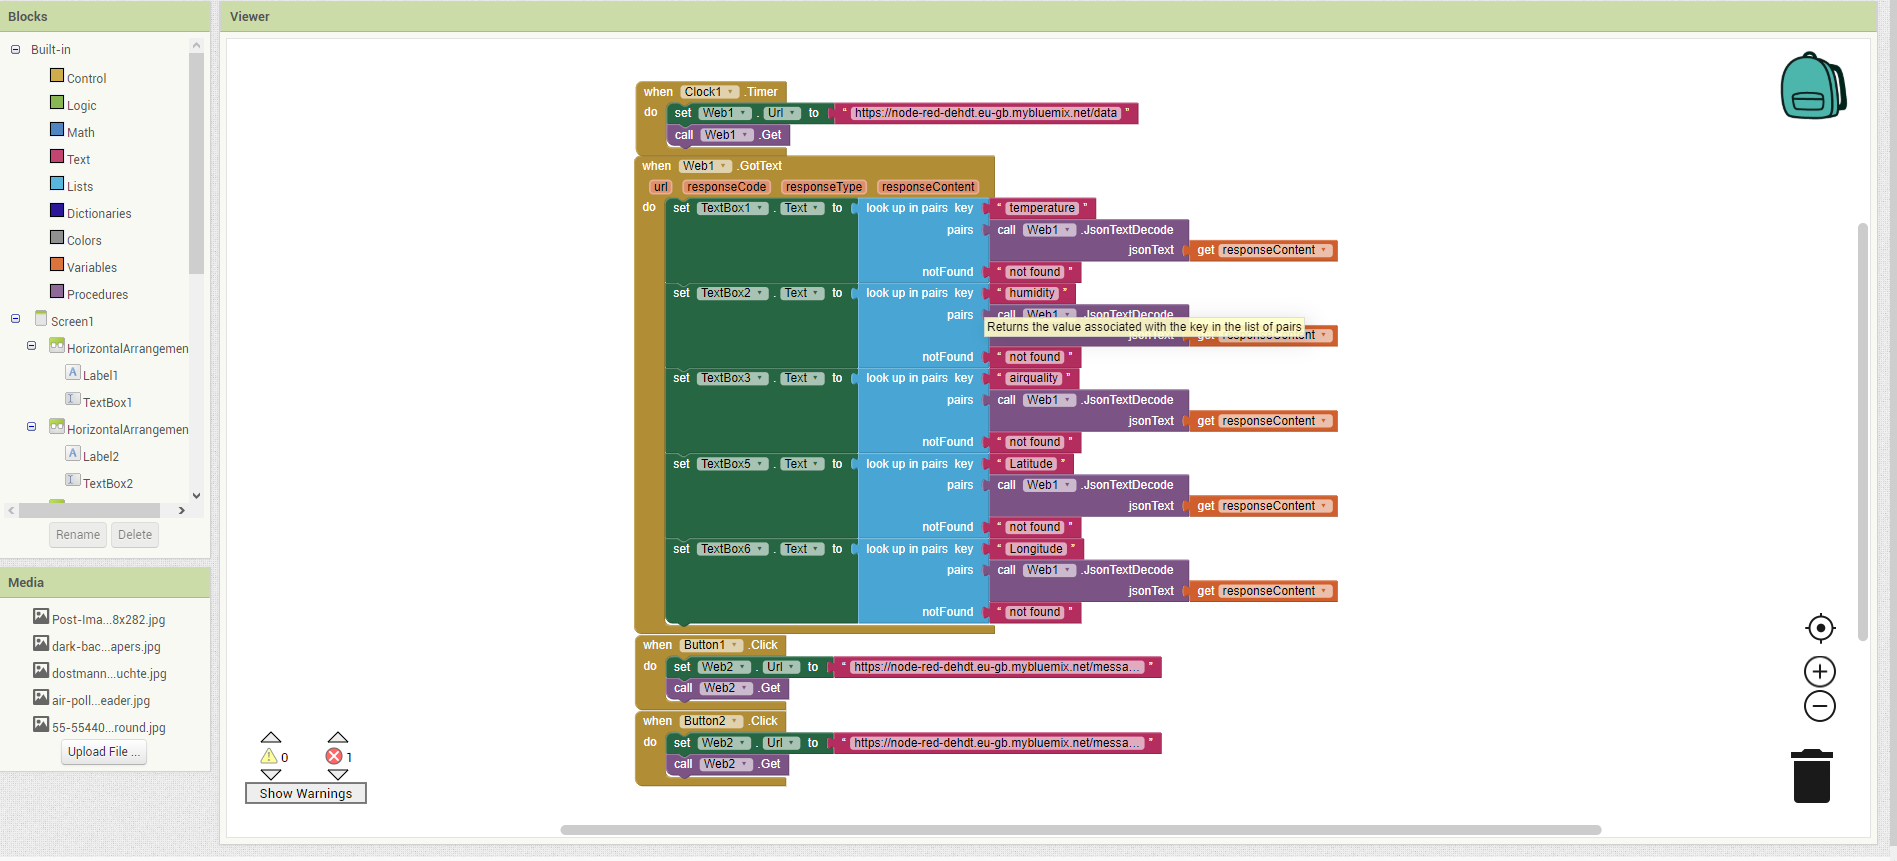 Blocks
Viewer
Built-in
Control
Logic
Math
Text
Lists
Dictionaries
Colors
Variables
Procedures
Screen1
HorizontalArrangemen
Label1
TextBox1
HorizontalArrangemen
Label2
TextBox2
Rename Delete
Media
Post-Ima...8x282.jpg
dark-bac...apers.jpg
dostmann...uchte.jpg
air-poll...eader.jpg
55-55440...round.jpg
Upload File ...
when Clock1 .Timer
do set Web1 . Url to " https://node-red-dehdt.eu-gb.mybluemix.net/data "
call Web1 .Get
when Web1 .GotText
url responseCode responseType responseContent
do set TextBox1 . Text to look up in pairs key " temperature "
pairs call Web1 .JsonTextDecode
jsonText get responseContent
notFound " not found "
set TextBox2 . Text to look up in pairs key " humidity "
pairs call Web1 .JsonTextDecode
Returns the value associated with the key in the list of pairs
jsonText get responseContent
notFound " not found "
set TextBox3 . Text to look up in pairs key " airquality "
pairs call Web1 .JsonTextDecode
jsonText get responseContent
notFound " not found "
set TextBox5 . Text to look up in pairs key " Latitude "
pairs call Web1 .JsonTextDecode
jsonText get responseContent
notFound " not found "
set TextBox6 . Text to look up in pairs key " Longitude "
pairs call Web1 .JsonTextDecode
jsonText get responseContent
notFound " not found "
when Button1 .Click
do set Web2 . Url to " https://node-red-dehdt.eu-gb.mybluemix.net/messa... "
call Web2 .Get
when Button2 .Click
do set Web2 . Url to " https://node-red-dehdt.eu-gb.mybluemix.net/messa... "
call Web2 .Get
0 1
Show Warnings